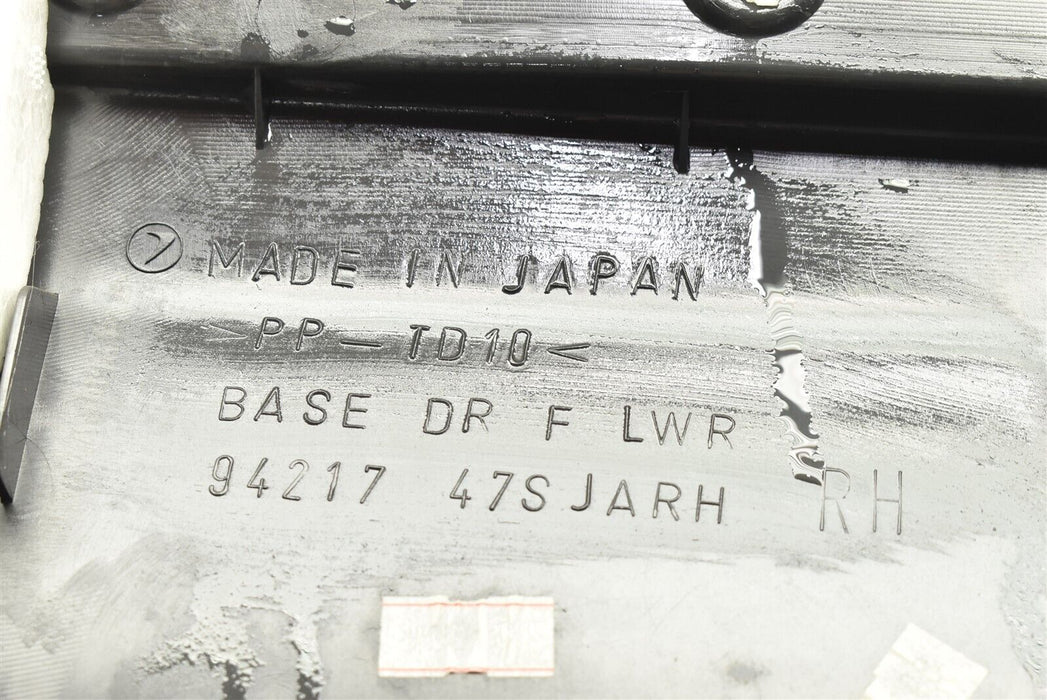 MADE IN JAPAN
>PP-TD10<
BASE DR F LWR
94217 47SJARH RH